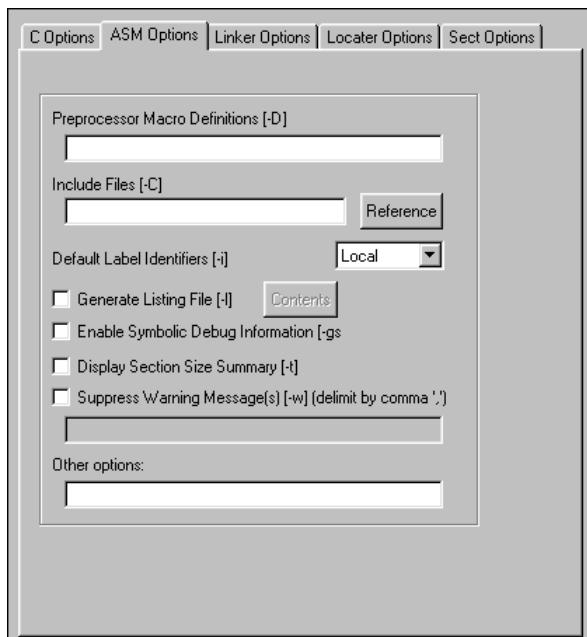 C Options ASM Options Linker Options Locater Options Sect Options
Preprocessor Macro Definitions [-D]
Include Files [-C]
Reference
Default Label Identifiers [-i] Local
Generate Listing File [-l] Contents
Enable Symbolic Debug Information [-gs
Display Section Size Summary [-t]
Suppress Warning Message(s) [-w] (delimit by comma ',')
Other options: